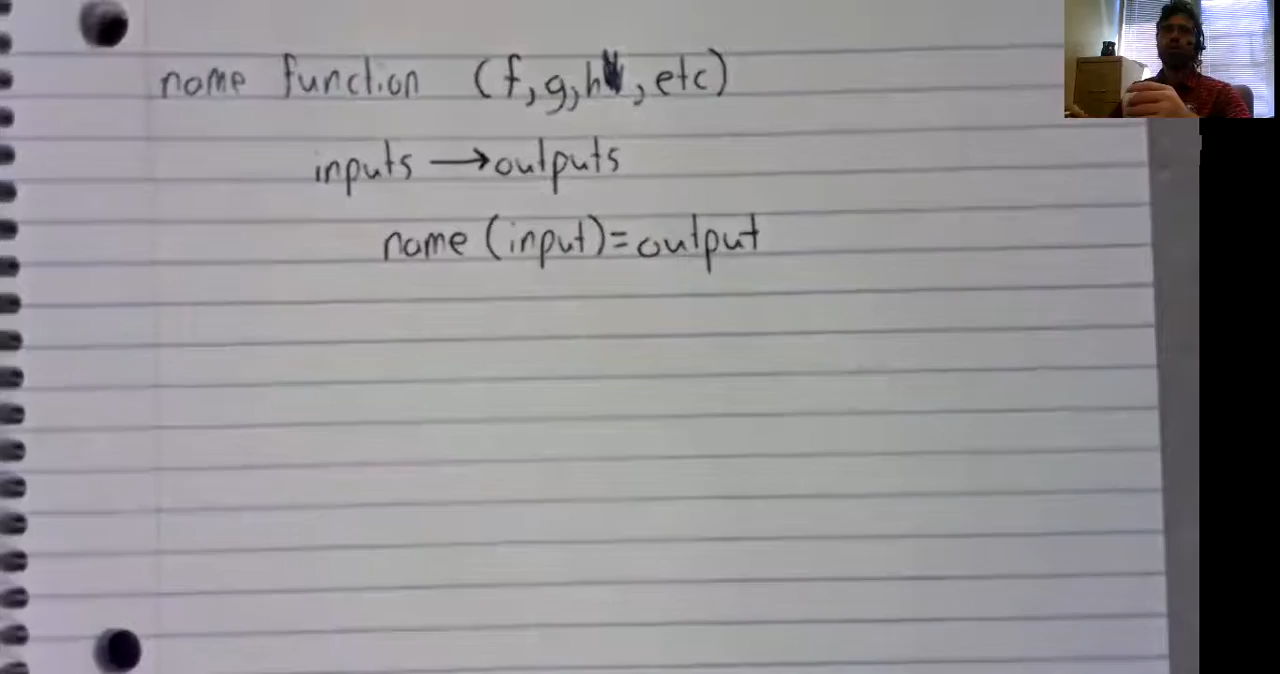 name function (f,g,h, etc)
inputs → outputs
name (input) = output